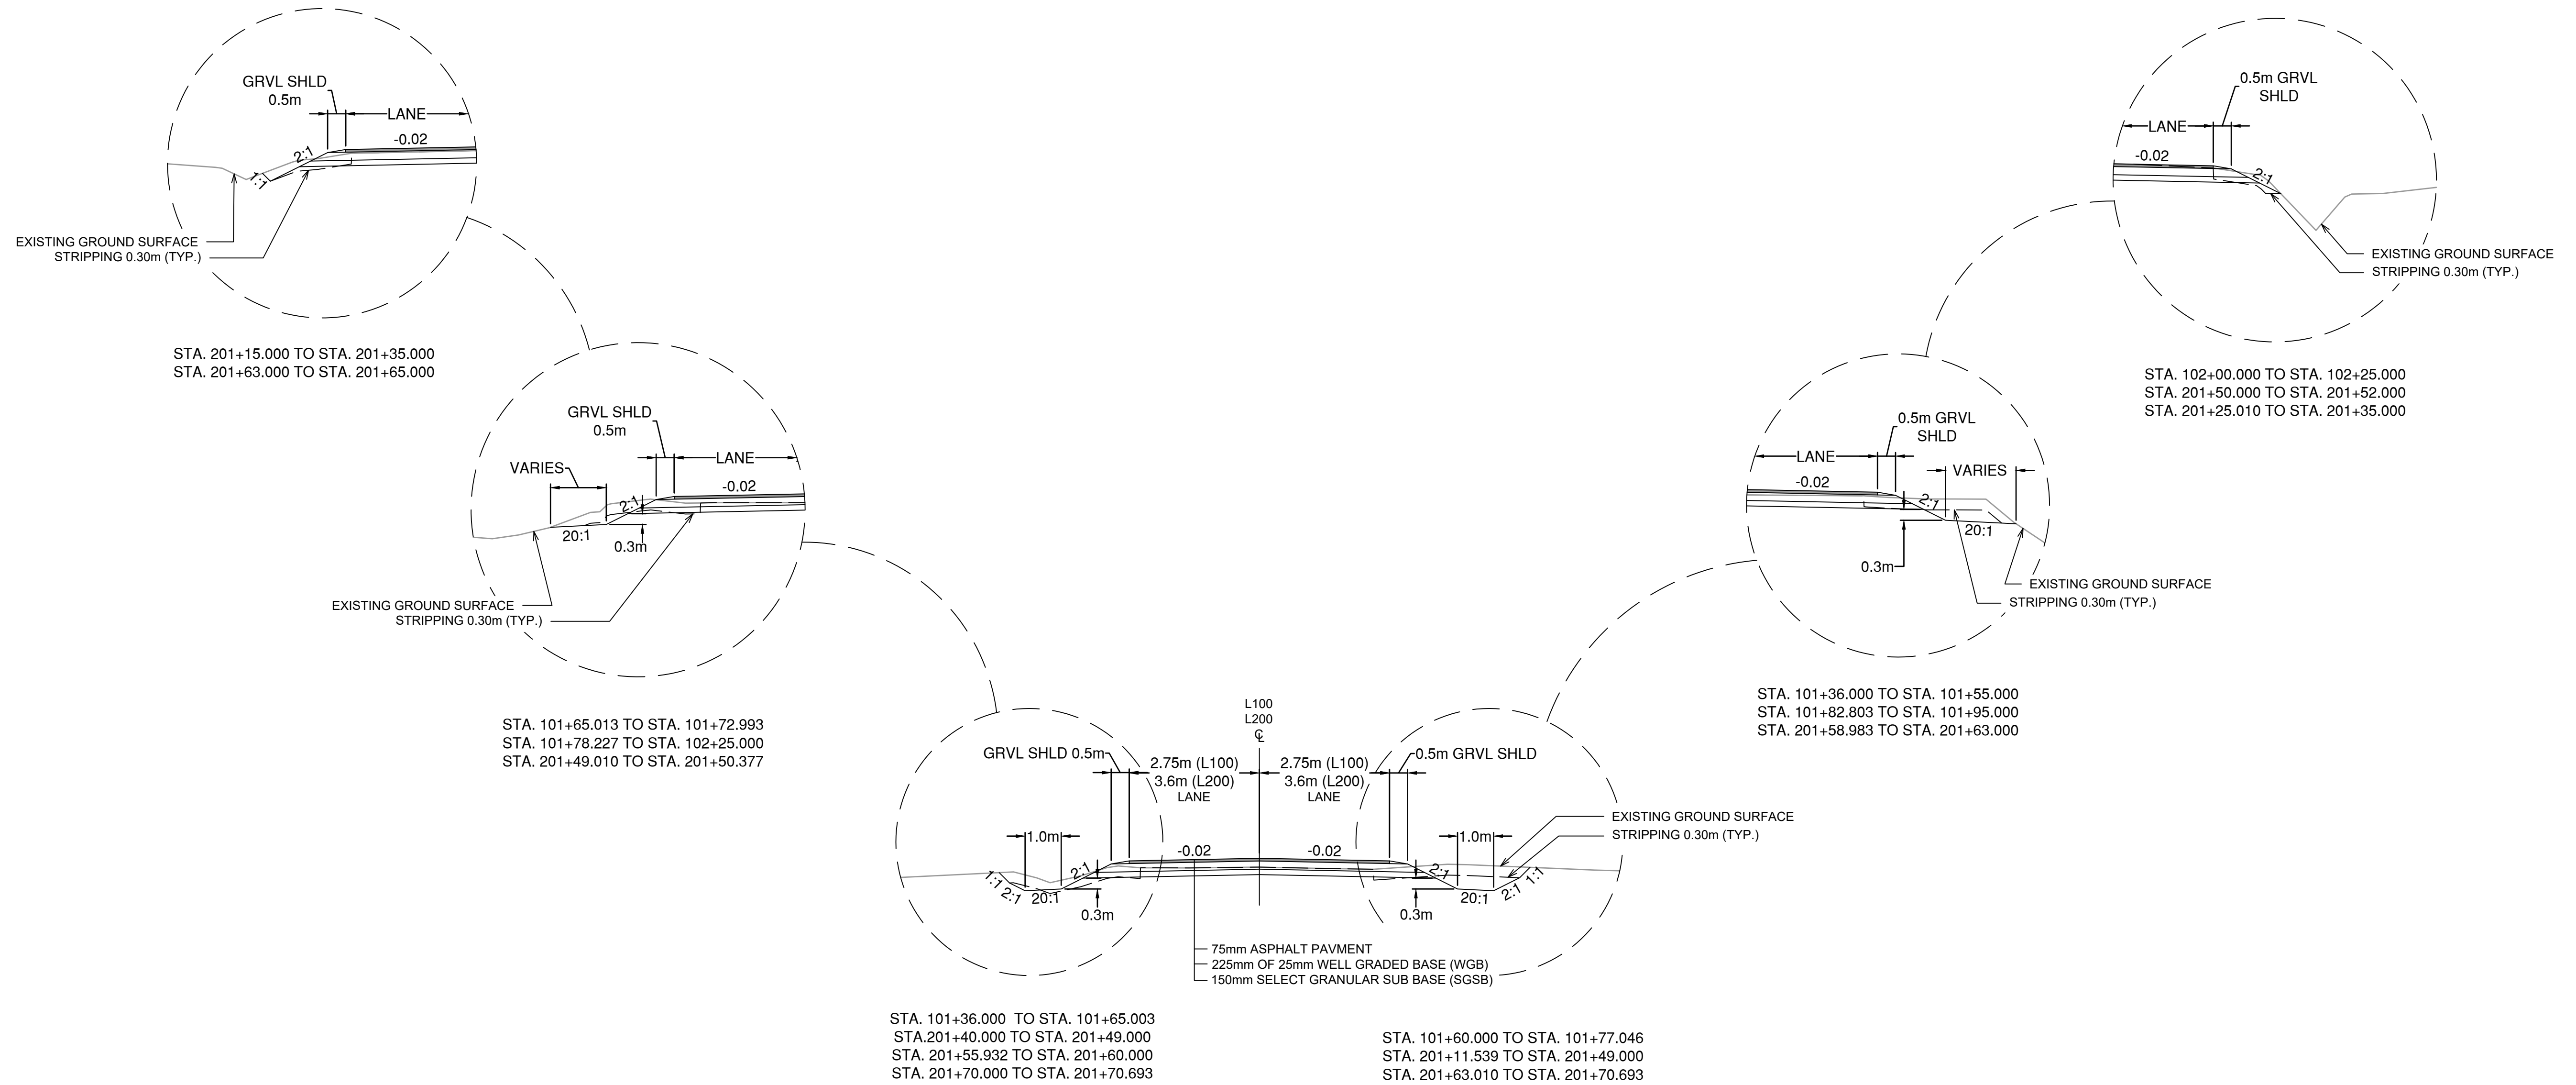 GRVL SHLD
0.5m
LANE
-0.02
2:1
1:1
EXISTING GROUND SURFACE
STRIPPING 0.30m (TYP.)
STA. 201+15.000 TO STA. 201+35.000
STA. 201+63.000 TO STA. 201+65.000
0.5m GRVL
SHLD
LANE
-0.02
2:1
EXISTING GROUND SURFACE
STRIPPING 0.30m (TYP.)
STA. 102+00.000 TO STA. 102+25.000
STA. 201+50.000 TO STA. 201+52.000
STA. 201+25.010 TO STA. 201+35.000
GRVL SHLD
0.5m
VARIES
LANE
-0.02
2:1
20:1
0.3m
EXISTING GROUND SURFACE
STRIPPING 0.30m (TYP.)
STA. 101+65.013 TO STA. 101+72.993
STA. 101+78.227 TO STA. 102+25.000
STA. 201+49.010 TO STA. 201+50.377
0.5m GRVL
SHLD
LANE
VARIES
-0.02
2:1
20:1
0.3m
EXISTING GROUND SURFACE
STRIPPING 0.30m (TYP.)
STA. 101+36.000 TO STA. 101+55.000
STA. 101+82.803 TO STA. 101+95.000
STA. 201+58.983 TO STA. 201+63.000
L100
L200
℄
GRVL SHLD 0.5m
2.75m (L100)
3.6m (L200)
LANE
2.75m (L100)
3.6m (L200)
LANE
0.5m GRVL SHLD
1.0m
1.0m
EXISTING GROUND SURFACE
STRIPPING 0.30m (TYP.)
-0.02
-0.02
1:1
2:1
20:1
2:1
0.3m
2:1
0.3m
20:1
2:1
1:1
75mm ASPHALT PAVMENT
225mm OF 25mm WELL GRADED BASE (WGB)
150mm SELECT GRANULAR SUB BASE (SGSB)
STA. 101+36.000 TO STA. 101+65.003
STA.201+40.000 TO STA. 201+49.000
STA. 201+55.932 TO STA. 201+60.000
STA. 201+70.000 TO STA. 201+70.693
STA. 101+60.000 TO STA. 101+77.046
STA. 201+11.539 TO STA. 201+49.000
STA. 201+63.010 TO STA. 201+70.693